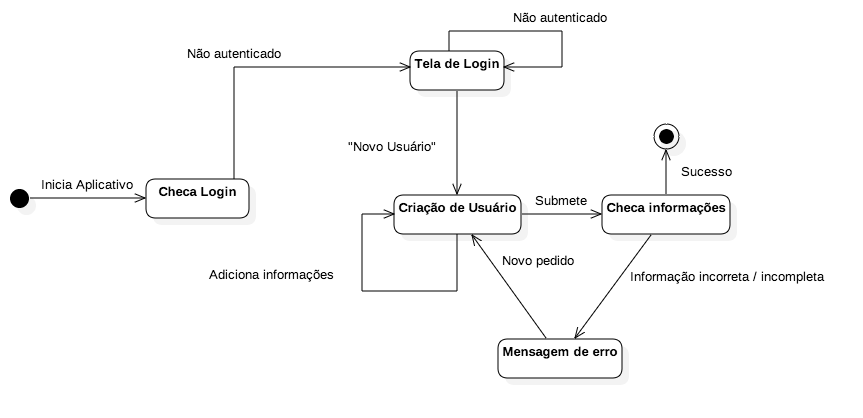 Não autenticado
Não autenticado
Tela de Login
"Novo Usuário"
Sucesso
Inicia Aplicativo
Checa Login
Submete
Criação de Usuário
Checa informações
Novo pedido
Adiciona informações
Informação incorreta / incompleta
Mensagem de erro